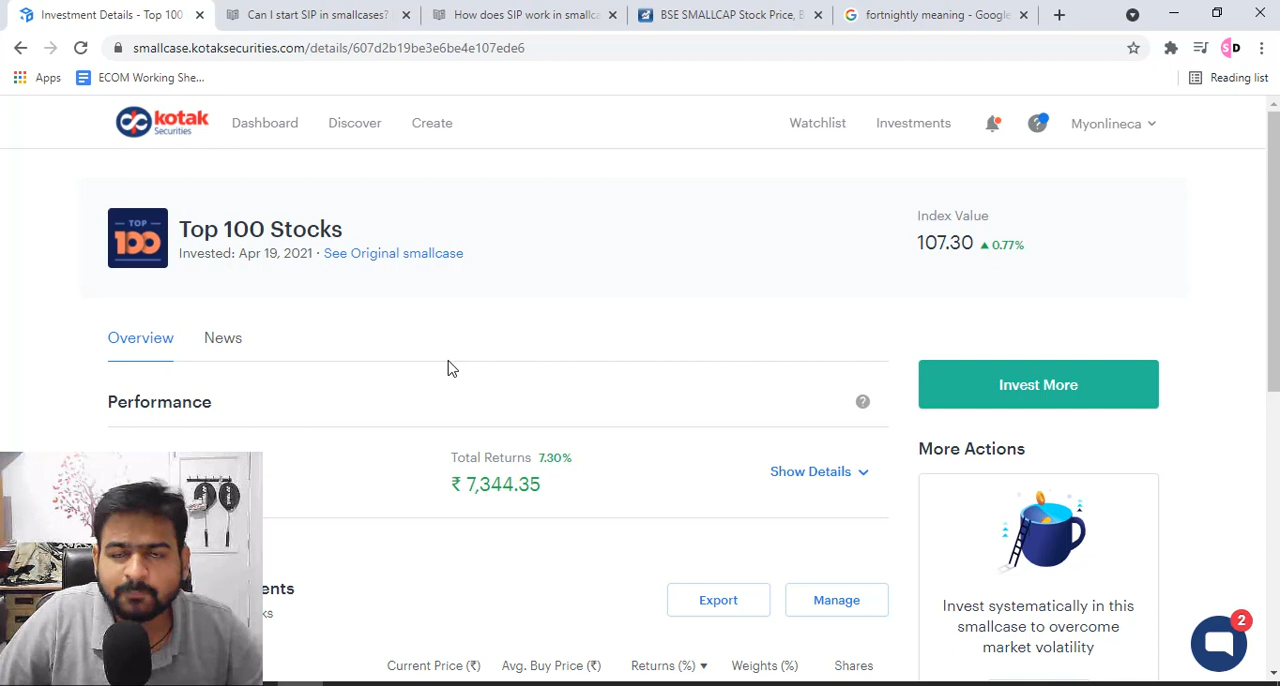 Investment Details - Top 100
Can I start SIP in smallcases?
How does SIP work in smallca
BSE SMALLCAP Stock Price, B
fortnightly meaning - Google
smallcase.kotaksecurities.com/details/607d2b19be3e6be4e107ede6
S D
Apps
ECOM Working She...
Reading list
kotak
Securities
Dashboard
Discover
Create
Watchlist
Investments
Myonlineca
TOP
100
Top 100 Stocks
Invested: Apr 19, 2021 · See Original smallcase
Index Value
107.30 ▲ 0.77%
Overview
News
Invest More
Performance
Total Returns 7.30%
₹ 7,344.35
Show Details
More Actions
Invest systematically in this
smallcase to overcome
market volatility
ents
ks
Export
Manage
2
Current Price (₹)
Avg. Buy Price (₹)
Returns (%) ▼
Weights (%)
Shares